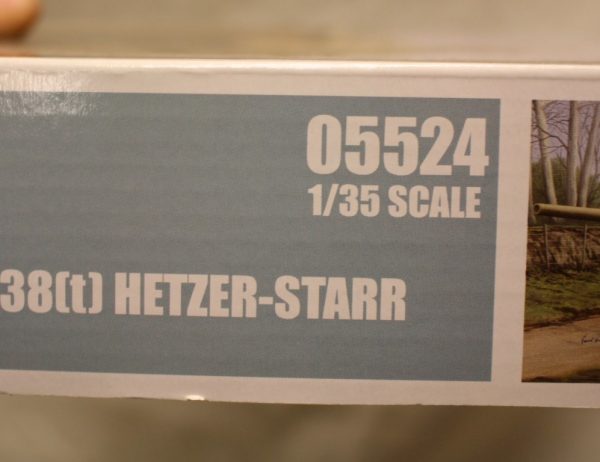 05524
1/35 SCALE
38(t) HETZER-STARR